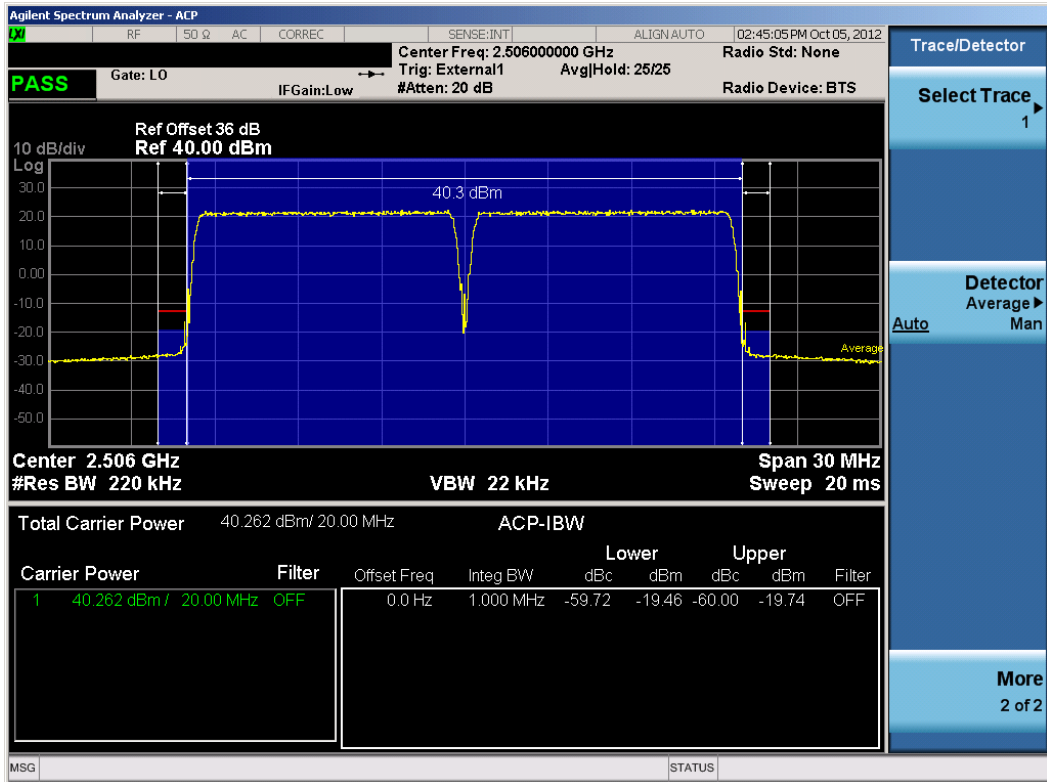 Agilent Spectrum Analyzer - ACP
LXI RF 50 Ω AC CORREC SENSE:INT ALIGN AUTO 02:45:05 PM Oct 05, 2012
Center Freq: 2.506000000 GHz Radio Std: None
Gate: LO Trig: External1 Avg|Hold: 25/25
PASS IFGain:Low #Atten: 20 dB Radio Device: BTS
Ref Offset 36 dB
10 dB/div Ref 40.00 dBm
Log
30.0
20.0
10.0
0.00
-10.0
-20.0
-30.0
-40.0
-50.0
40.3 dBm
Average
Center 2.506 GHz Span 30 MHz
#Res BW 220 kHz VBW 22 kHz Sweep 20 ms
Total Carrier Power 40.262 dBm/ 20.00 MHz ACP-IBW
Lower Upper
Carrier Power Filter Offset Freq Integ BW dBc dBm dBc dBm Filter
1 40.262 dBm / 20.00 MHz OFF 0.0 Hz 1.000 MHz -59.72 -19.46 -60.00 -19.74 OFF
MSG STATUS
Trace/Detector
Select Trace
1
Detector
Average
Auto Man
More
2 of 2